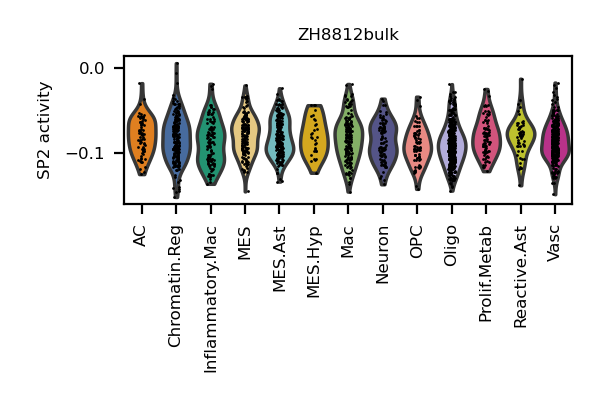 ZH8812bulk
SP2 activity
0.0
−0.1
AC
Chromatin.Reg
Inflammatory.Mac
MES
MES.Ast
MES.Hyp
Mac
Neuron
OPC
Oligo
Prolif.Metab
Reactive.Ast
Vasc